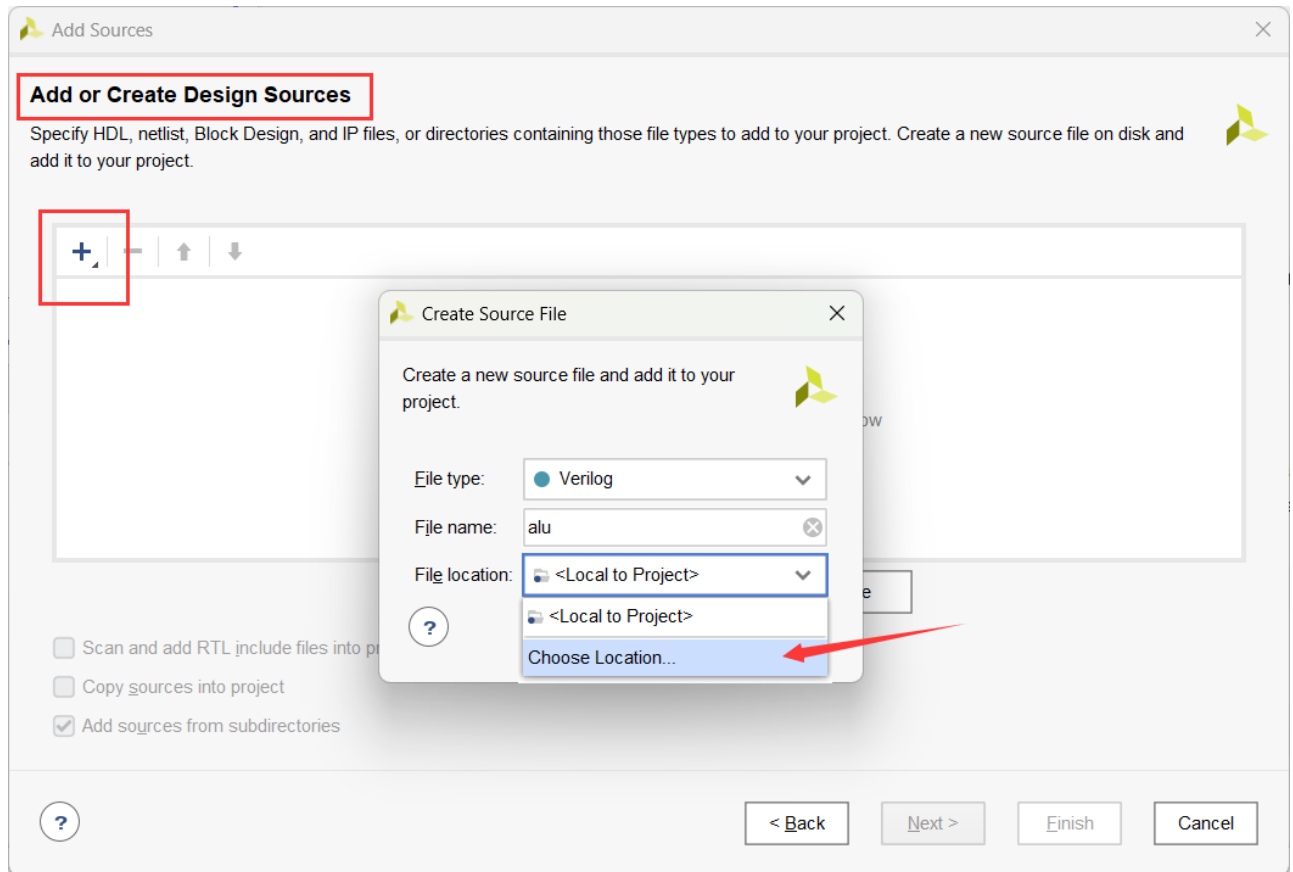 Add Sources
Add or Create Design Sources
Specify HDL, netlist, Block Design, and IP files, or directories containing those file types to add to your project. Create a new source file on disk and
add it to your project.
Create Source File
Create a new source file and add it to your
project.
File type:
Verilog
File name:
alu
File location:
<Local to Project>
<Local to Project>
Choose Location...
?
Scan and add RTL include files into
Copy sources into project
Add sources from subdirectories
?
< Back
Next >
Finish
Cancel